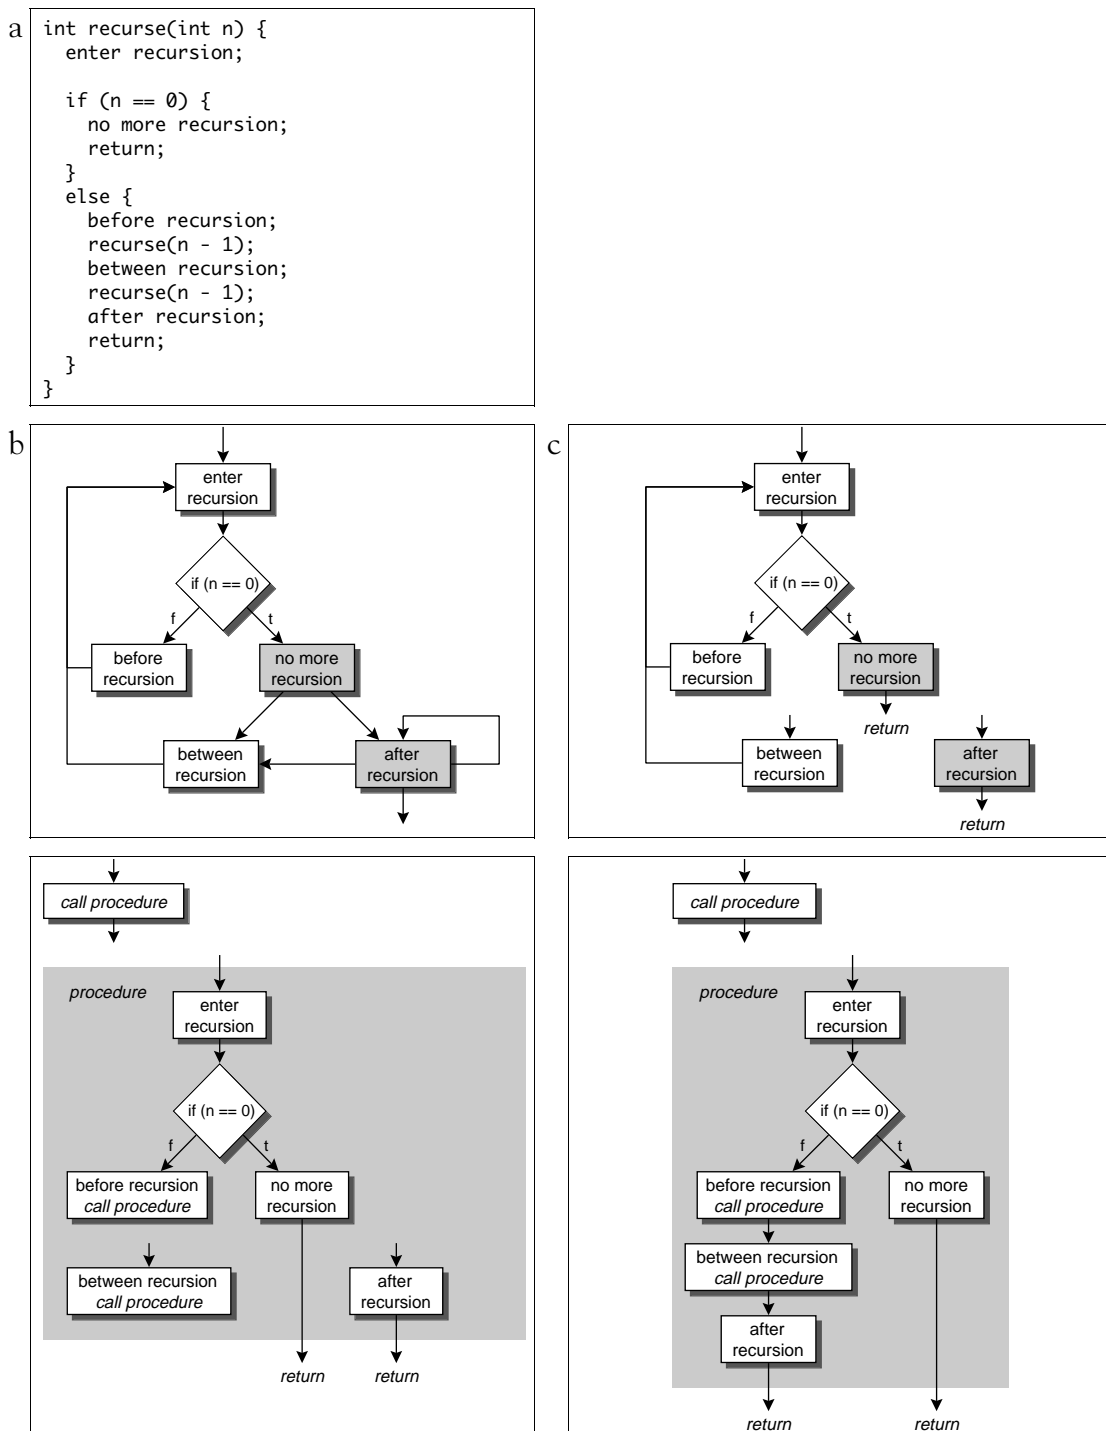 a
int recurse(int n) {
enter recursion;
if (n == 0) {
no more recursion;
return;
}
else {
before recursion;
recurse(n - 1);
between recursion;
recurse(n - 1);
after recursion;
return;
}
}
b
enter
recursion
if (n == 0)
f
t
before
recursion
no more
recursion
between
recursion
after
recursion
c
enter
recursion
if (n == 0)
f
t
before
recursion
no more
recursion
return
between
recursion
after
recursion
return
call procedure
procedure
enter
recursion
if (n == 0)
f
t
before recursion
call procedure
no more
recursion
between recursion
call procedure
after
recursion
return
return
call procedure
procedure
enter
recursion
if (n == 0)
f
t
before recursion
call procedure
no more
recursion
between recursion
call procedure
after
recursion
return
return